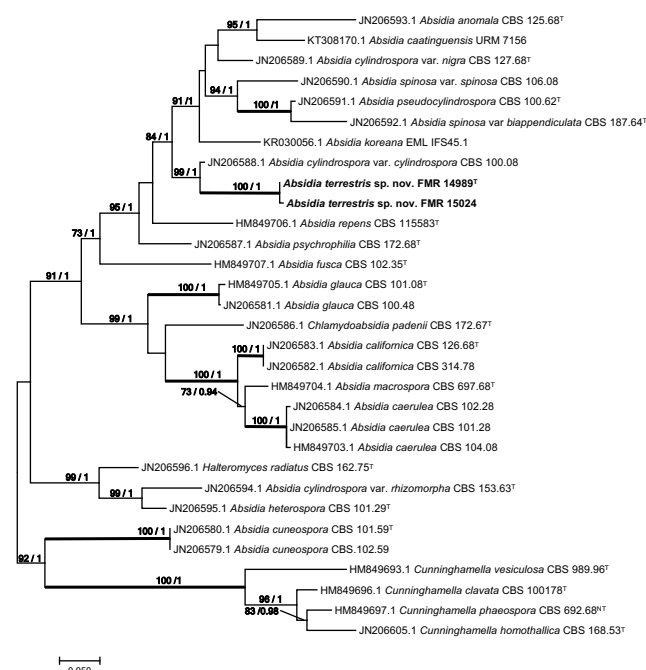 JN206593.1 Absidia anomala CBS 125.68ᵀ
95 / 1
KT308170.1 Absidia caatinguensis URM 7156
JN206589.1 Absidia cylindrospora var. nigra CBS 127.68ᵀ
JN206590.1 Absidia spinosa var. spinosa CBS 106.08
94 / 1
JN206591.1 Absidia pseudocylindrospora CBS 100.62ᵀ
100 /1
91/ 1
JN206592.1 Absidia spinosa var biappendiculata CBS 187.64ᵀ
84 / 1
KR030056.1 Absidia koreana EML IFS45.1
JN206588.1 Absidia cylindrospora var. cylindrospora CBS 100.08
99 / 1
Absidia terrestris sp. nov. FMR 14989ᵀ
100 / 1
Absidia terrestris sp. nov. FMR 15024
95 / 1
HM849706.1 Absidia repens CBS 115583ᵀ
73 / 1
JN206587.1 Absidia psychrophilia CBS 172.68ᵀ
HM849707.1 Absidia fusca CBS 102.35ᵀ
91 / 1
HM849705.1 Absidia glauca CBS 101.08ᵀ
100 / 1
JN206581.1 Absidia glauca CBS 100.48
99 / 1
JN206586.1 Chlamydoabsidia padenii CBS 172.67ᵀ
JN206583.1 Absidia californica CBS 126.68ᵀ
100 / 1
JN206582.1 Absidia californica CBS 314.78
100 / 1
HM849704.1 Absidia macrospora CBS 697.68ᵀ
73 / 0.94
JN206584.1 Absidia caerulea CBS 102.28
100 / 1
JN206585.1 Absidia caerulea CBS 101.28
HM849703.1 Absidia caerulea CBS 104.08
JN206596.1 Halteromyces radiatus CBS 162.75ᵀ
99 / 1
JN206594.1 Absidia cylindrospora var. rhizomorpha CBS 153.63ᵀ
99 / 1
JN206595.1 Absidia heterospora CBS 101.29ᵀ
JN206580.1 Absidia cuneospora CBS 101.59ᵀ
100 / 1
JN206579.1 Absidia cuneospora CBS.102.59
92 / 1
HM849693.1 Cunninghamella vesiculosa CBS 989.96ᵀ
100 /1
HM849696.1 Cunninghamella clavata CBS 100178ᵀ
96 / 1
HM849697.1 Cunninghamella phaeospora CBS 692.68ᴺᵀ
83 /0.98
JN206605.1 Cunninghamella homothallica CBS 168.53ᵀ
0.050